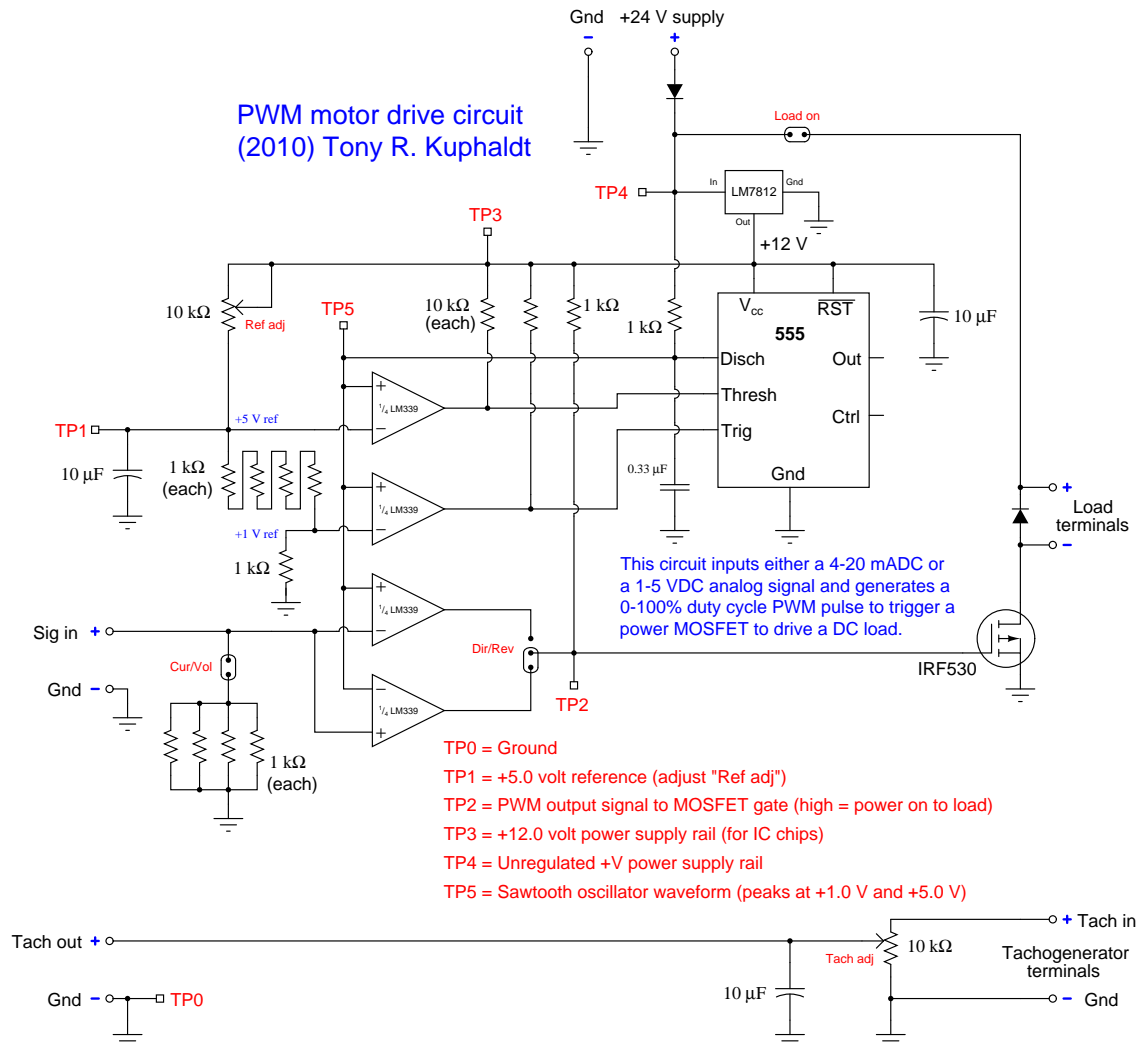 Gnd +24 V supply
- +
PWM motor drive circuit
(2010) Tony R. Kuphaldt
Load on
TP4
In LM7812 Gnd
Out
TP3
+12 V
10 kΩ
Ref adj
TP5
10 kΩ
(each)
1 kΩ
1 kΩ
Vcc RST
555
Disch Out
Thresh
Ctrl
Trig
Gnd
10 µF
+
1/4 LM339
-
TP1
+5 V ref
10 µF
1 kΩ
(each)
+
1/4 LM339
-
0.33 µF
+1 V ref
1 kΩ
+
Load
terminals
-
This circuit inputs either a 4-20 mADC or
a 1-5 VDC analog signal and generates a
0-100% duty cycle PWM pulse to trigger a
power MOSFET to drive a DC load.
+
1/4 LM339
-
Sig in +
Cur/Vol
Dir/Rev
IRF530
Gnd -
-
1/4 LM339
+
TP2
1 kΩ
(each)
TP0 = Ground
TP1 = +5.0 volt reference (adjust "Ref adj")
TP2 = PWM output signal to MOSFET gate (high = power on to load)
TP3 = +12.0 volt power supply rail (for IC chips)
TP4 = Unregulated +V power supply rail
TP5 = Sawtooth oscillator waveform (peaks at +1.0 V and +5.0 V)
+ Tach in
Tach out +
Tach adj
10 kΩ
Tachogenerator
terminals
10 µF
Gnd - TP0
- Gnd